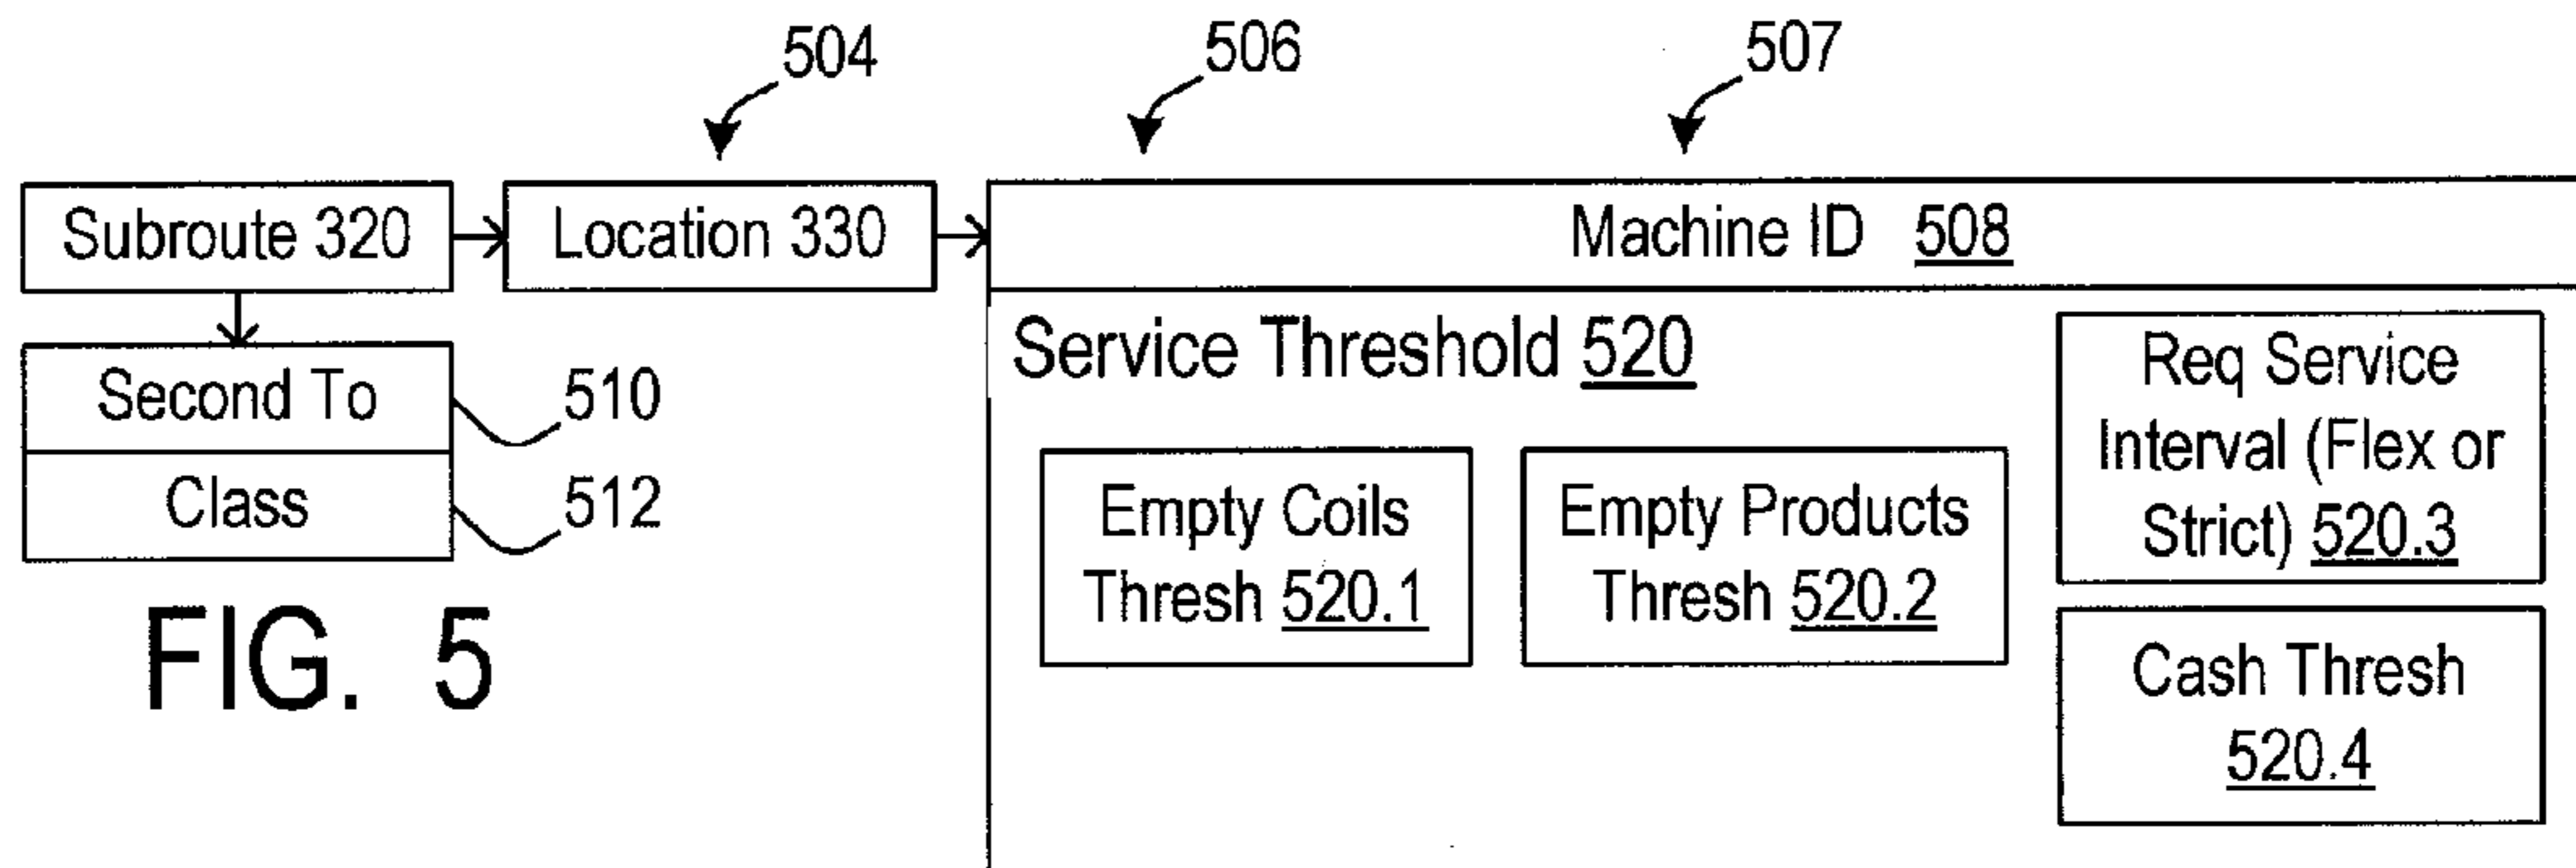 504
506
507
Subroute 320
Location 330
Machine ID 508
Second To
510
Class
512
Service Threshold 520
Empty Coils
Thresh 520.1
Empty Products
Thresh 520.2
Req Service
Interval (Flex or
Strict) 520.3
Cash Thresh
520.4
FIG. 5